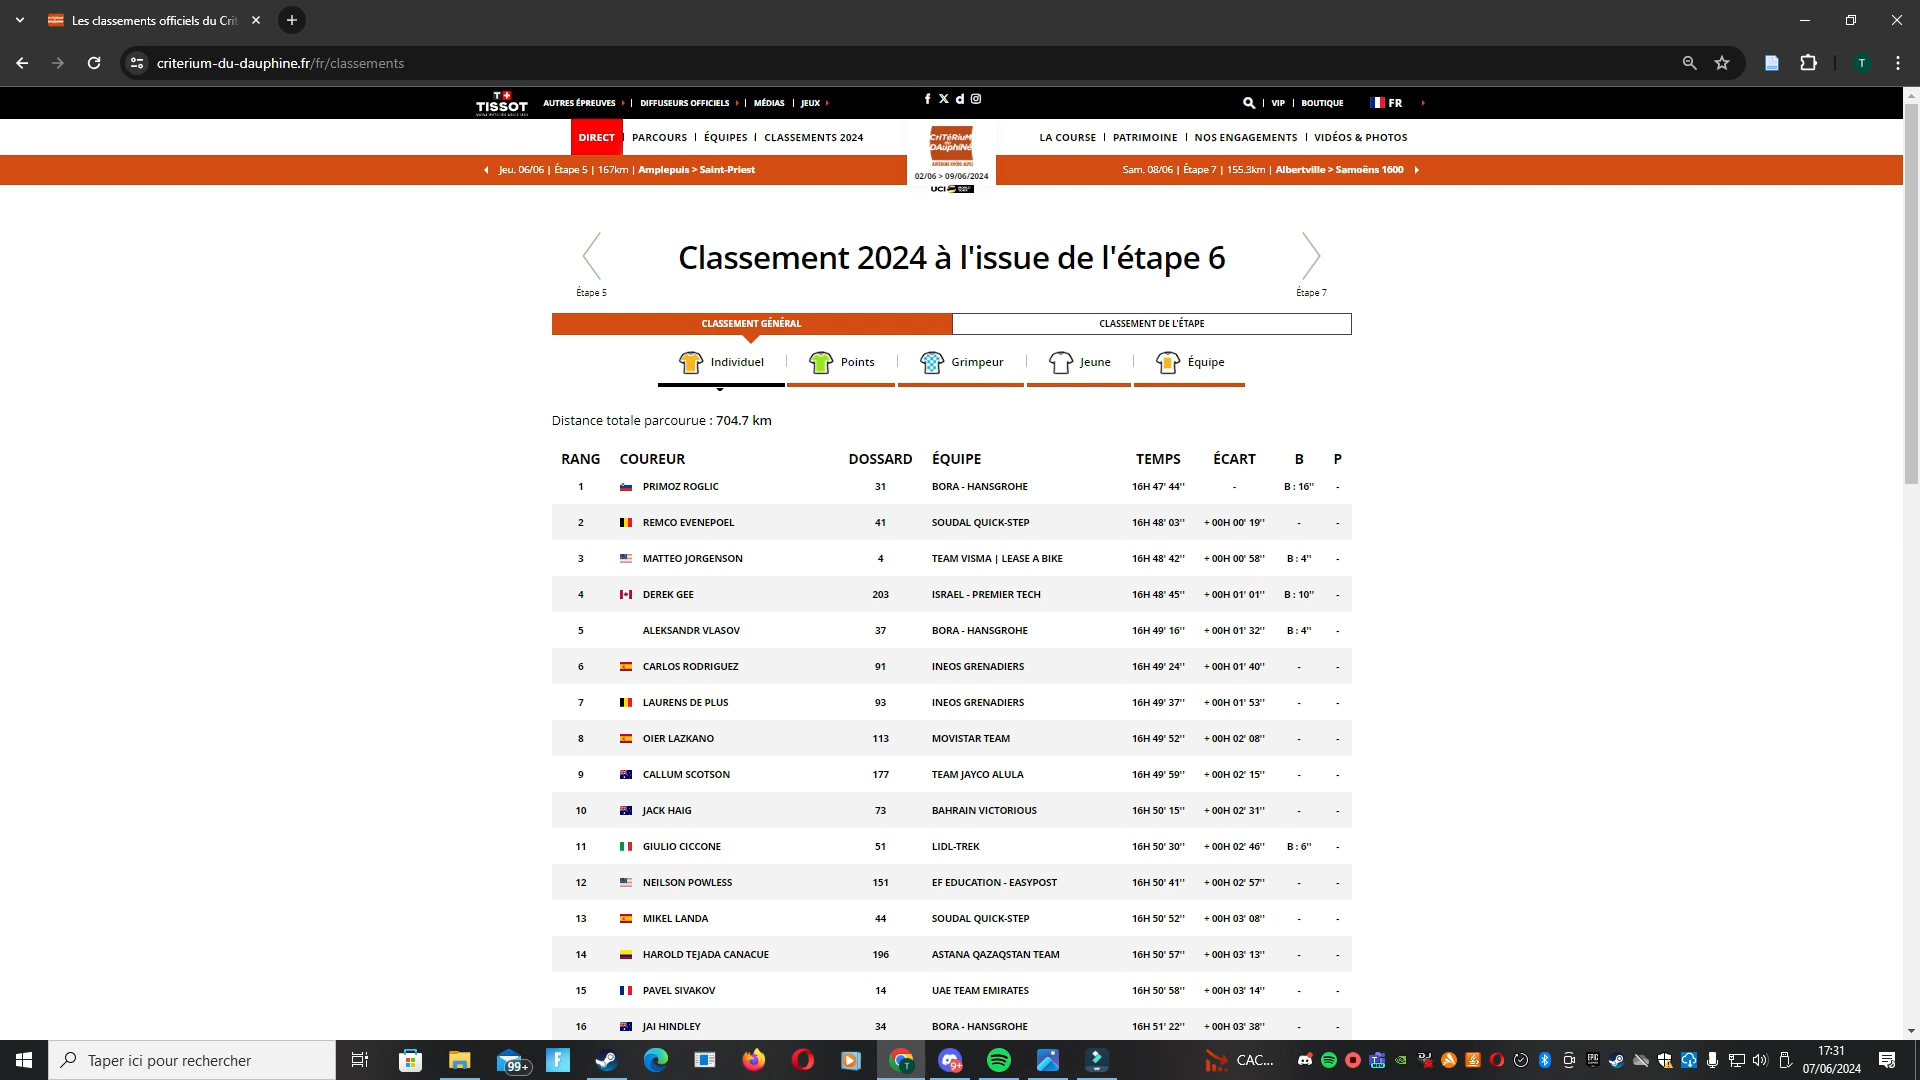 Les classements officiels du Crit
criterium-du-dauphine.fr/fr/classements
T
TISSOT
AUTRES ÉPREUVES | DIFFUSEURS OFFICIELS | MÉDIAS | JEUX
VIP | BOUTIQUE
FR
DIRECT PARCOURS | ÉQUIPES | CLASSEMENTS 2024
CRITÉRIUM du DAUPHINÉ
AUVERGNE-RHÔNE-ALPES
02/06 > 09/06/2024
UCI
LA COURSE | PATRIMOINE | NOS ENGAGEMENTS | VIDÉOS & PHOTOS
Jeu. 06/06 | Étape 5 | 167km | Amplepuis > Saint-Priest
Sam. 08/06 | Étape 7 | 155.3km | Albertville > Samoëns 1600
Classement 2024 à l'issue de l'étape 6
Étape 5
Étape 7
CLASSEMENT GÉNÉRAL
CLASSEMENT DE L'ÉTAPE
Individuel | Points | Grimpeur | Jeune | Équipe
Distance totale parcourue : 704.7 km
RANG COUREUR DOSSARD ÉQUIPE TEMPS ÉCART B P
1 PRIMOZ ROGLIC 31 BORA - HANSGROHE 16H 47' 44'' - B : 16'' -
2 REMCO EVENEPOEL 41 SOUDAL QUICK-STEP 16H 48' 03'' + 00H 00' 19'' - -
3 MATTEO JORGENSON 4 TEAM VISMA | LEASE A BIKE 16H 48' 42'' + 00H 00' 58'' B : 4'' -
4 DEREK GEE 203 ISRAEL - PREMIER TECH 16H 48' 45'' + 00H 01' 01'' B : 10'' -
5 ALEKSANDR VLASOV 37 BORA - HANSGROHE 16H 49' 16'' + 00H 01' 32'' B : 4'' -
6 CARLOS RODRIGUEZ 91 INEOS GRENADIERS 16H 49' 24'' + 00H 01' 40'' - -
7 LAURENS DE PLUS 93 INEOS GRENADIERS 16H 49' 37'' + 00H 01' 53'' - -
8 OIER LAZKANO 113 MOVISTAR TEAM 16H 49' 52'' + 00H 02' 08'' - -
9 CALLUM SCOTSON 177 TEAM JAYCO ALULA 16H 49' 59'' + 00H 02' 15'' - -
10 JACK HAIG 73 BAHRAIN VICTORIOUS 16H 50' 15'' + 00H 02' 31'' - -
11 GIULIO CICCONE 51 LIDL-TREK 16H 50' 30'' + 00H 02' 46'' B : 6'' -
12 NEILSON POWLESS 151 EF EDUCATION - EASYPOST 16H 50' 41'' + 00H 02' 57'' - -
13 MIKEL LANDA 44 SOUDAL QUICK-STEP 16H 50' 52'' + 00H 03' 08'' - -
14 HAROLD TEJADA CANACUE 196 ASTANA QAZAQSTAN TEAM 16H 50' 57'' + 00H 03' 13'' - -
15 PAVEL SIVAKOV 14 UAE TEAM EMIRATES 16H 50' 58'' + 00H 03' 14'' - -
16 JAI HINDLEY 34 BORA - HANSGROHE 16H 51' 22'' + 00H 03' 38'' - -
Taper ici pour rechercher
99+
9+
CAC...
17:31
07/06/2024